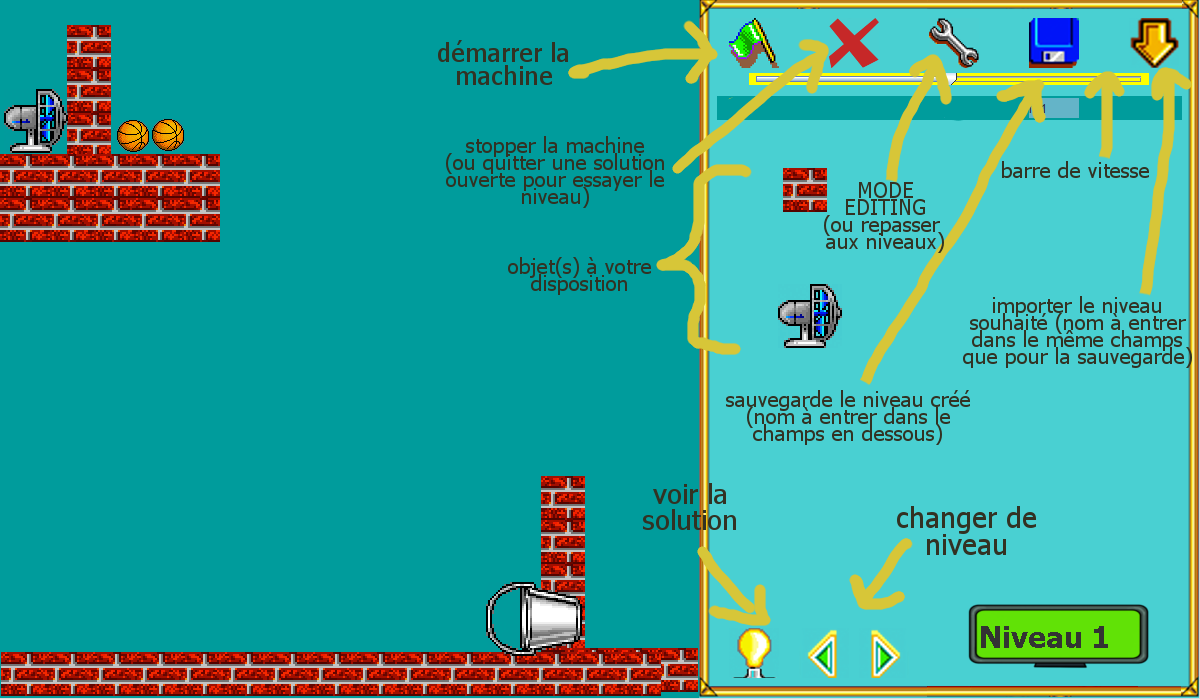 démarrer la
machine
stopper la machine
(ou quitter une solution
ouverte pour essayer le
niveau)
MODE
EDITING
(ou repasser
aux niveaux)
barre de vitesse
objet(s) à votre
disposition
importer le niveau
souhaité (nom à entrer
dans le même champs
que pour la sauvegarde)
sauvegarde le niveau créé
(nom à entrer dans le
champs en dessous)
voir la
solution
changer de
niveau
Niveau 1